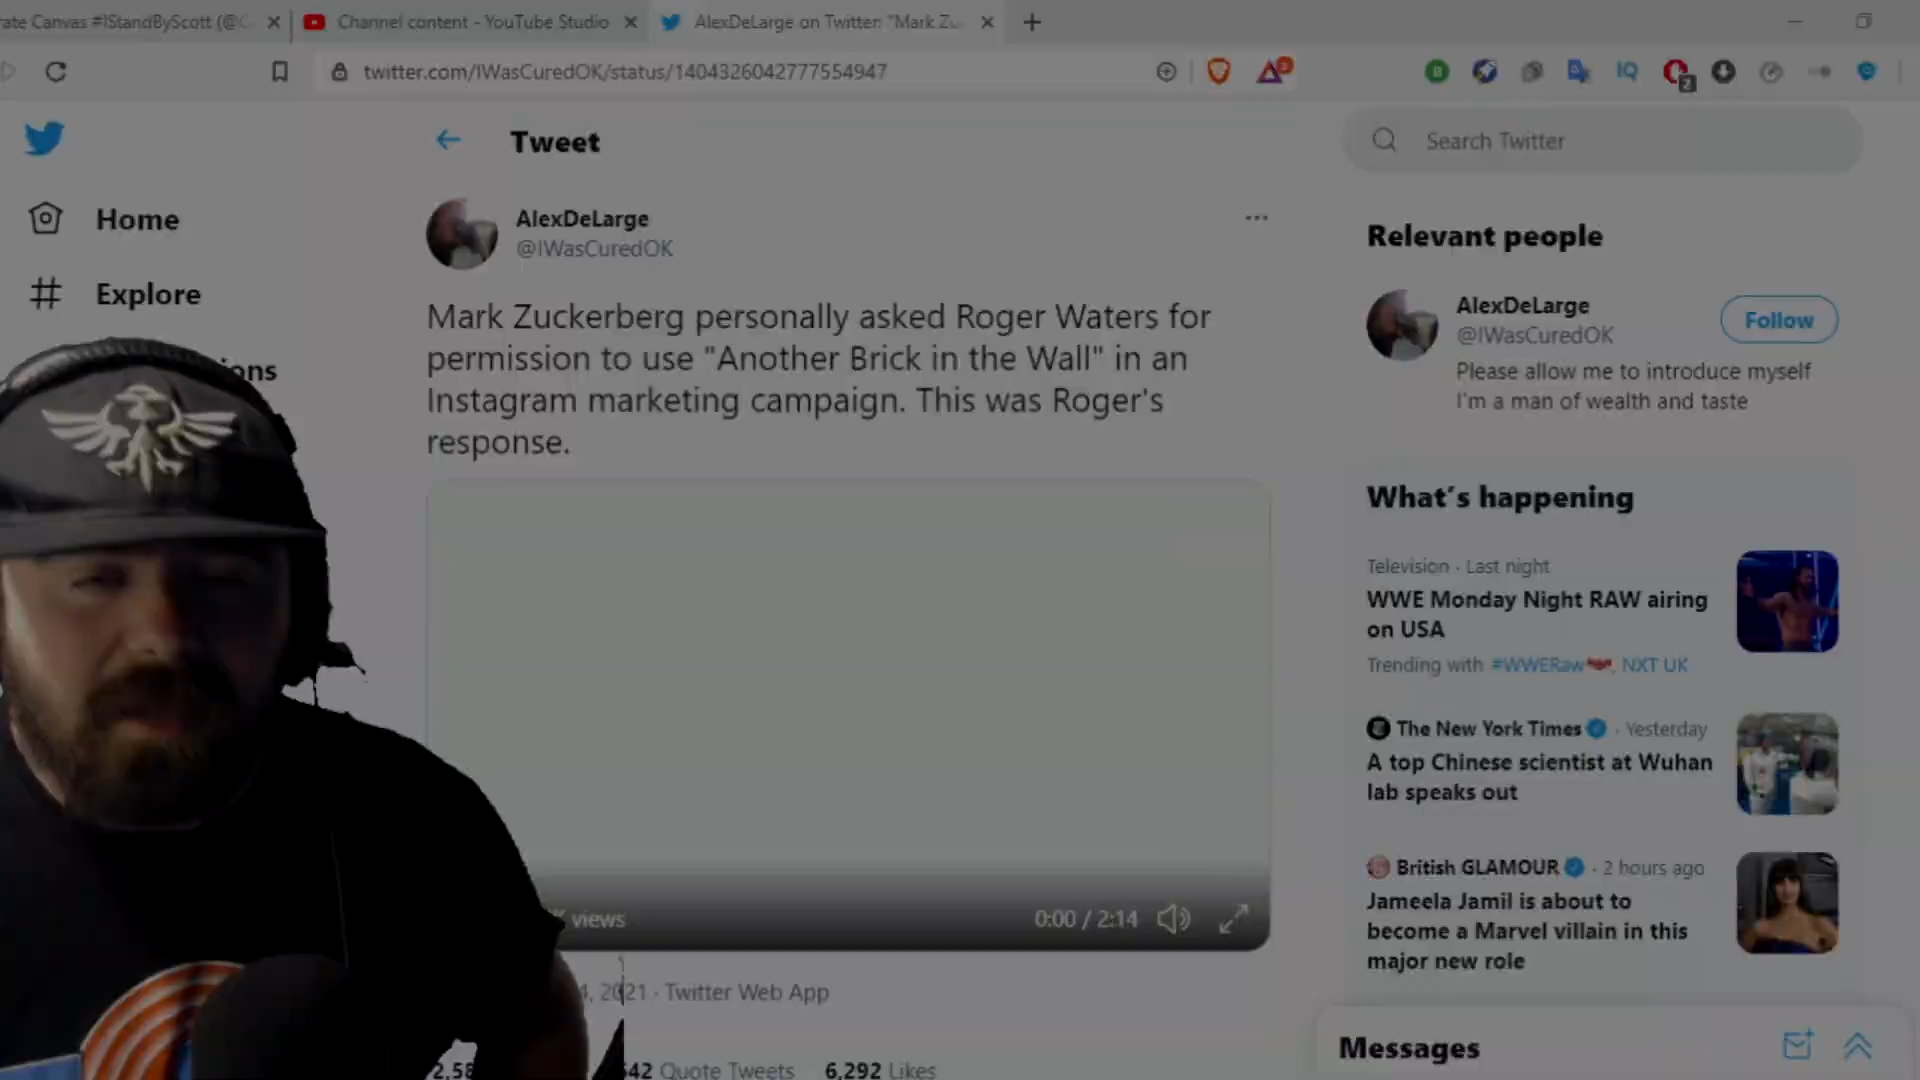 rate Canvas #IStandByScott (@C
Channel content - YouTube Studio
AlexDeLarge on Twitter: "Mark Zu
twitter.com/IWasCuredOK/status/1404326042777554947
3
B
IQ
2
Tweet
Search Twitter
Home
Explore
ions
AlexDeLarge
@IWasCuredOK
Mark Zuckerberg personally asked Roger Waters for
permission to use "Another Brick in the Wall" in an
Instagram marketing campaign. This was Roger's
response.
K views
0:00 / 2:14
4, 2021 · Twitter Web App
2,58
542 Quote Tweets
6,292 Likes
Relevant people
AlexDeLarge
@IWasCuredOK
Follow
Please allow me to introduce myself
I'm a man of wealth and taste
What's happening
Television · Last night
WWE Monday Night RAW airing
on USA
Trending with #WWERaw, NXT UK
The New York Times · Yesterday
A top Chinese scientist at Wuhan
lab speaks out
British GLAMOUR · 2 hours ago
Jameela Jamil is about to
become a Marvel villain in this
major new role
Messages